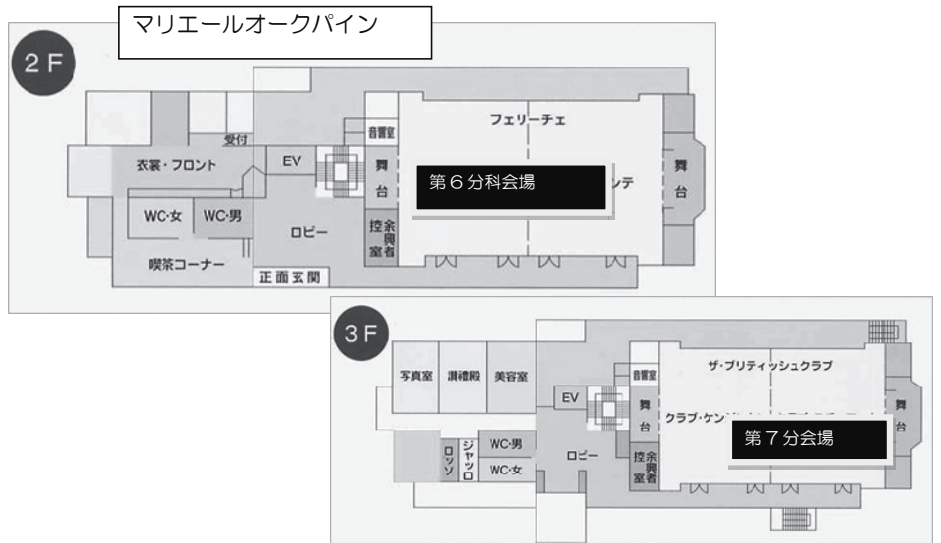 マリエールオークパイン
2F
受付
衣裳・フロント
EV
音響室
舞台
フェリーチェ
第6分科会場
ンテ
舞台
WC・女
WC・男
ロビー
余興者控室
喫茶コーナー
正面玄関
3F
写真室
美容室
EV
音響室
舞台
ザ・ブリティッシュクラブ
クラブ・ケン
第7分会場
舞台
ロッソ
ジャッロ
WC・男
WC・女
ロビー
余興者控室